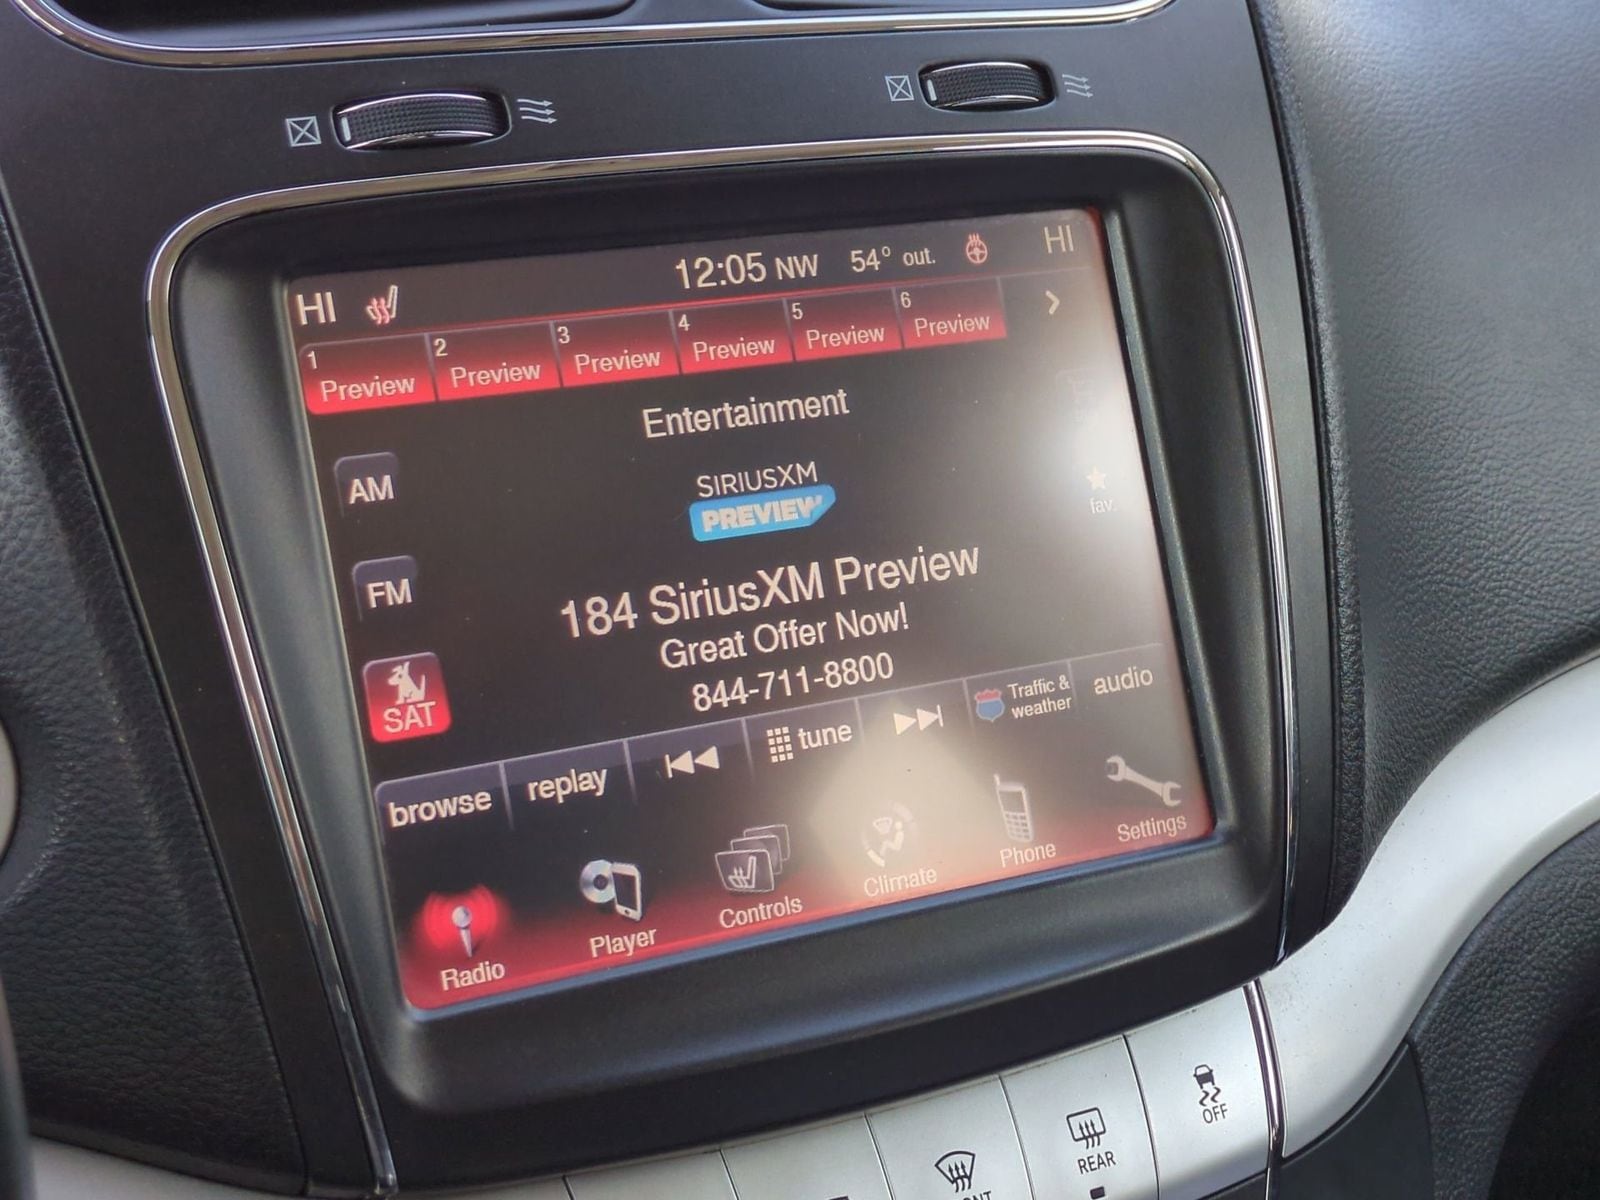 HI 12:05 NW 54° out. HI
1 Preview 2 Preview 3 Preview 4 Preview 5 Preview 6 Preview
Entertainment
AM
SIRIUSXM
PREVIEW
fav.
FM
184 SiriusXM Preview
Great Offer Now!
844-711-8800
SAT
browse replay tune Traffic & weather audio
Radio Player Controls Climate Phone Settings
OFF
REAR